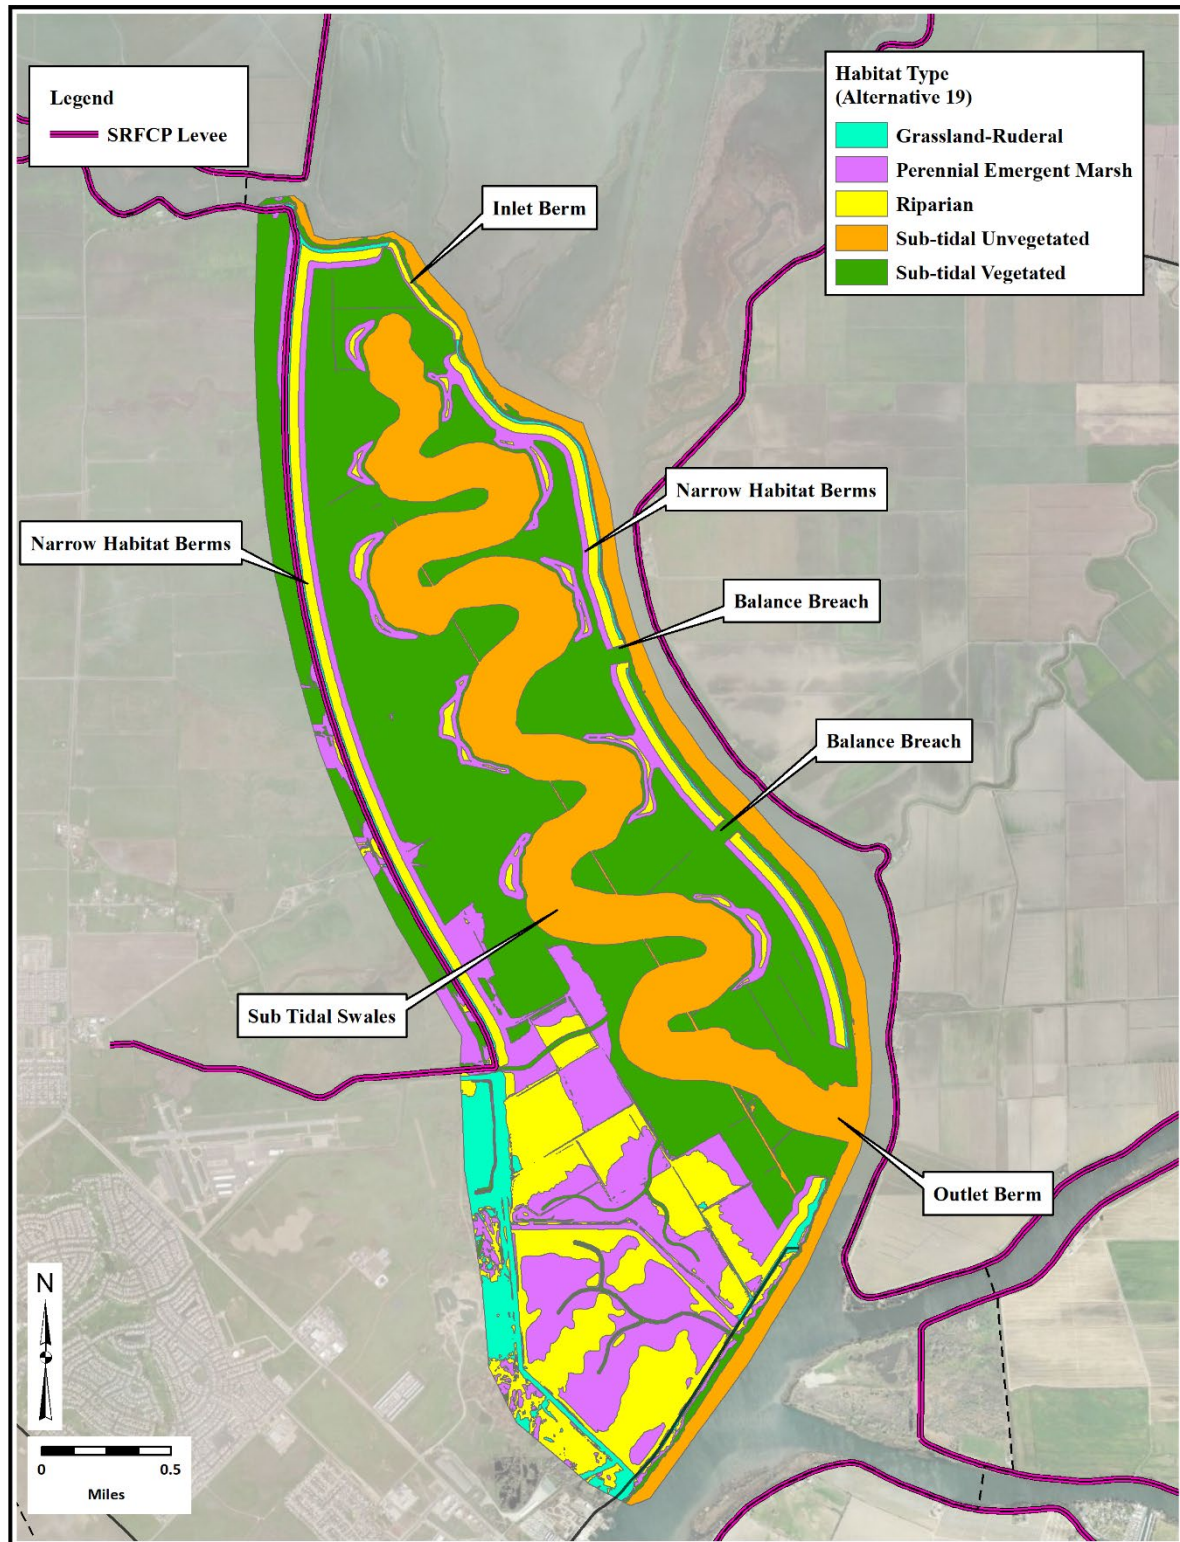 Legend
SRFCP Levee
Habitat Type
(Alternative 19)
Grassland-Ruderal
Perennial Emergent Marsh
Riparian
Sub-tidal Unvegetated
Sub-tidal Vegetated
Inlet Berm
Narrow Habitat Berms
Narrow Habitat Berms
Balance Breach
Balance Breach
Sub Tidal Swales
Outlet Berm
N
0 0.5
Miles